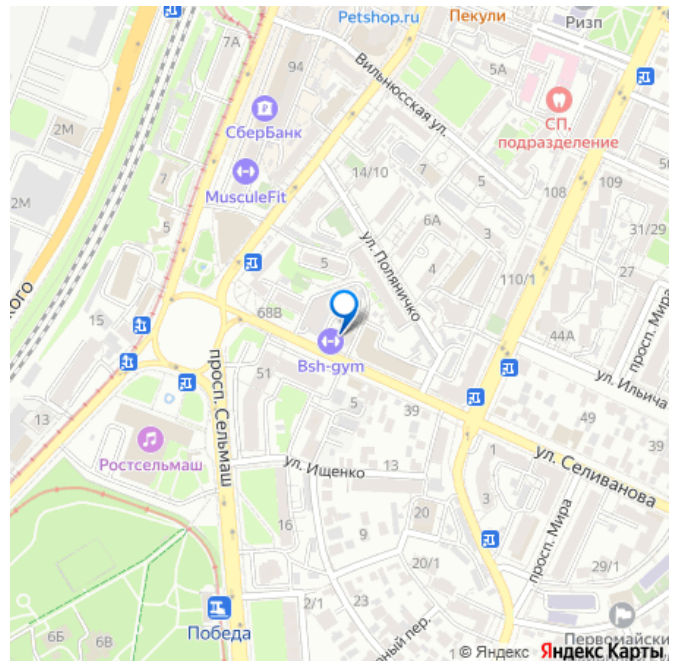 Petshop.ru
Пекули
Ризп
7А
94
Вильнюсская ул.
5А
2М
СберБанк
СП,
подразделение
14/10
7
5
108
109
7
MusculeFit
2М
6А
31/29
5
3
ул. Поляничко
5
4
110/1
27
68В
15
44А
просп. Мира
Bsh-gym
просп. Сельмаш
51
ул. Ильича
5
39
49
13
39
Ростсельмаш
1
ул. Селиванова
ул. Ищенко
13
3
1
просп. Мира
16
20
9
20/1
29/1
23
2/1
Победа
6Б
6В
Первомайски
© Яндекс Яндекс Карты